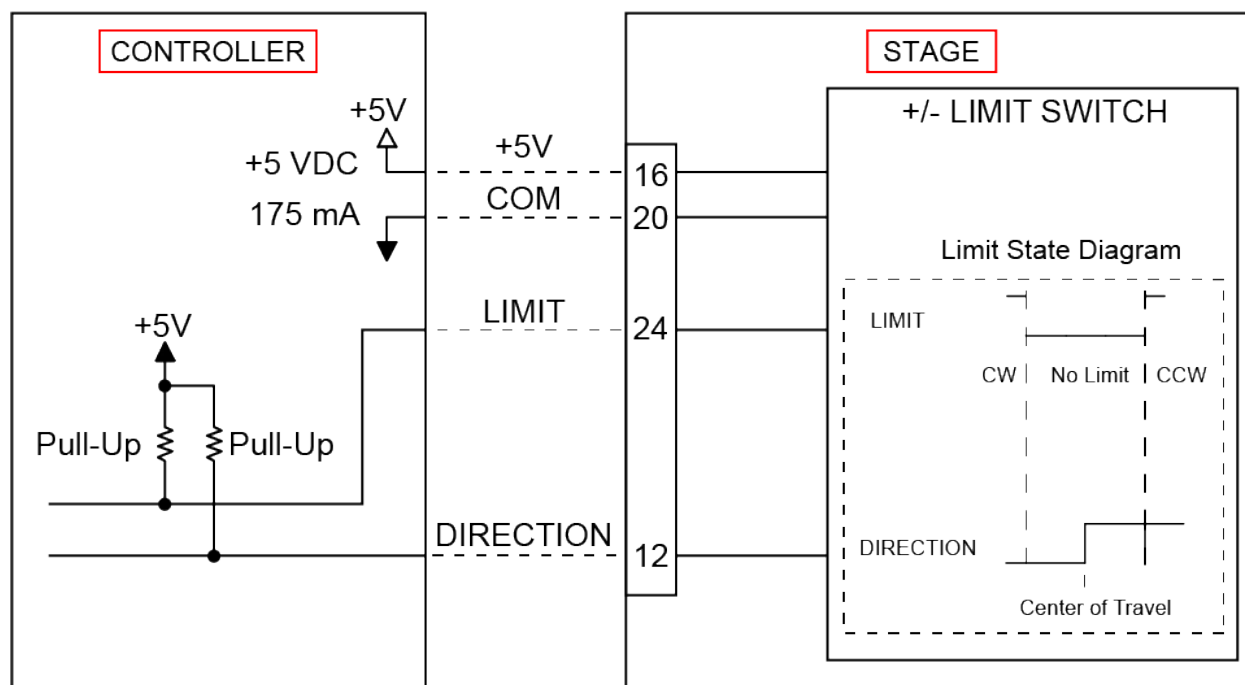 CONTROLLER
STAGE
+/- LIMIT SWITCH
+5V
+5 VDC
+5V
16
175 mA
COM
20
Limit State Diagram
LIMIT
24
LIMIT
+5V
CW
No Limit
CCW
Pull-Up
Pull-Up
DIRECTION
12
DIRECTION
Center of Travel